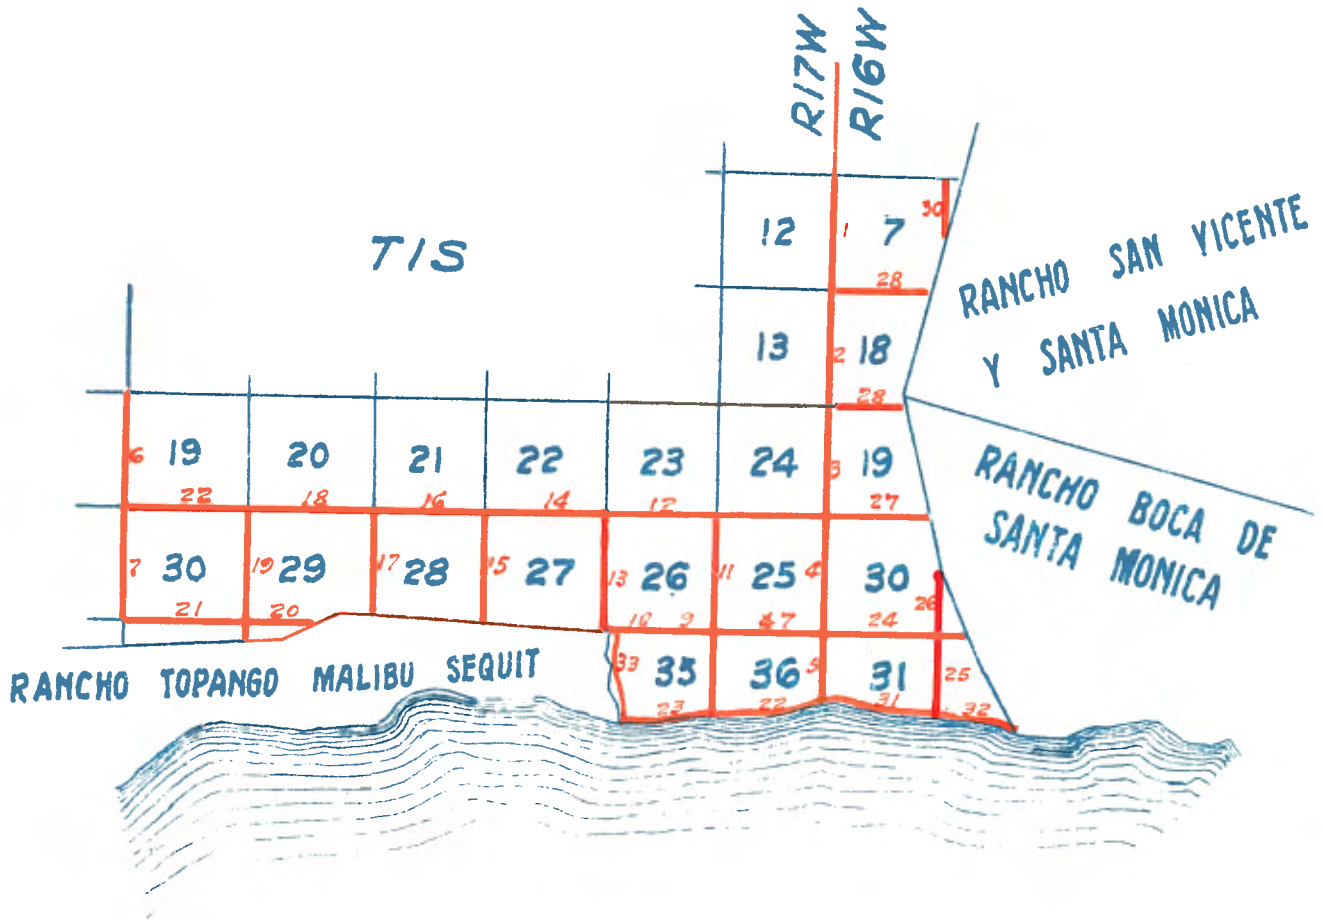 R17W R16W
T1S
12 1 7 30
28
13 2 18
28
RANCHO SAN VICENTE
Y SANTA MONICA
6 19 20 21 22 23 24 3 19
22 18 16 14 12 27
RANCHO BOCA DE
SANTA MONICA
7 30 19 29 17 28 15 27 13 26 11 25 4 30 26
21 20 10 9 7 24
RANCHO TOPANGO MALIBU SEQUIT
33 35 36 5 31 25
23 22 31 32